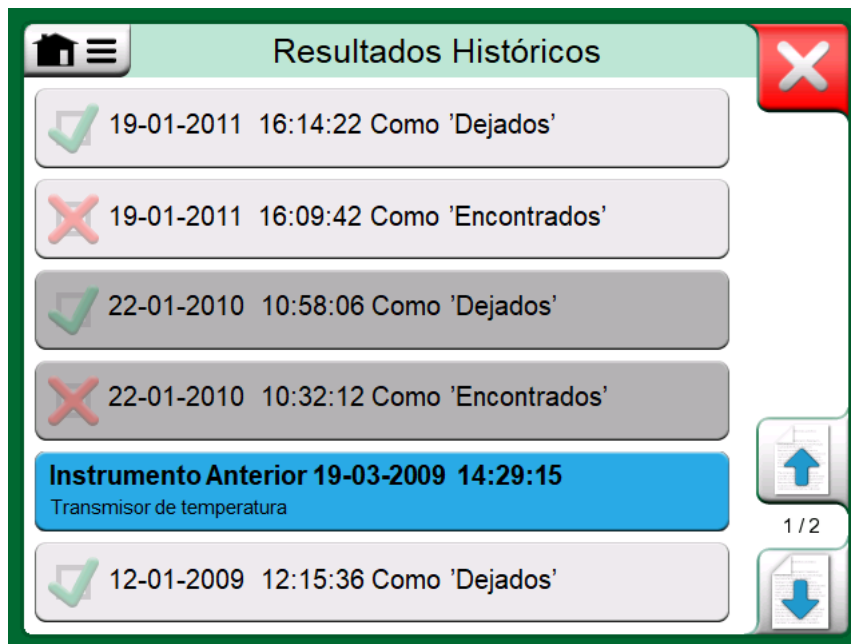 Resultados Históricos
19-01-2011 16:14:22 Como ’Dejados’
19-01-2011 16:09:42 Como ’Encontrados’
22-01-2010 10:58:06 Como ’Dejados’
22-01-2010 10:32:12 Como ’Encontrados’
Instrumento Anterior 19-03-2009 14:29:15
Transmisor de temperatura
1 / 2
12-01-2009 12:15:36 Como ’Dejados’